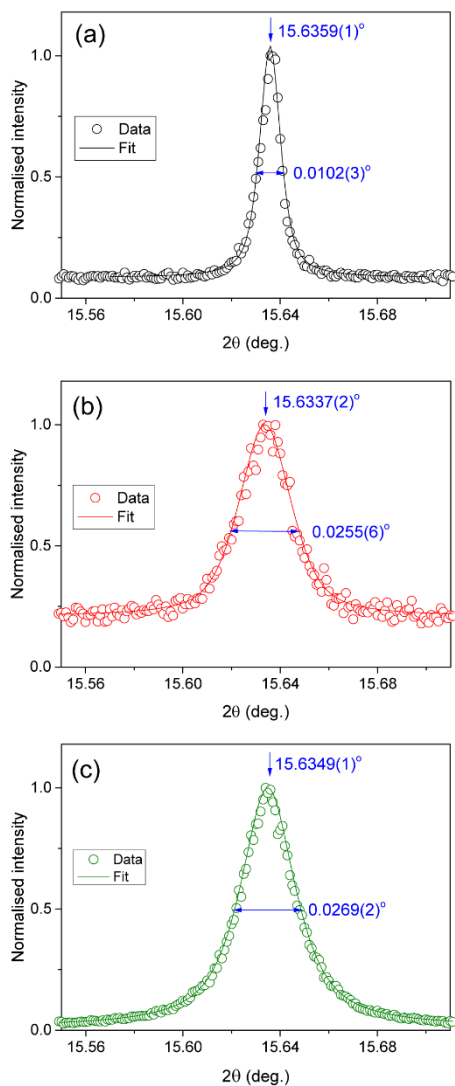 (a)
15.6359(1)°
1.0
Data
Fit
Normalised intensity
0.5
0.0102(3)°
0.0
15.56
15.60
15.64
15.68
2θ (deg.)
(b)
15.6337(2)°
1.0
Data
Fit
Normalised intensity
0.5
0.0255(6)°
0.0
15.56
15.60
15.64
15.68
2θ (deg.)
(c)
15.6349(1)°
1.0
Data
Fit
Normalised intensity
0.5
0.0269(2)°
0.0
15.56
15.60
15.64
15.68
2θ (deg.)